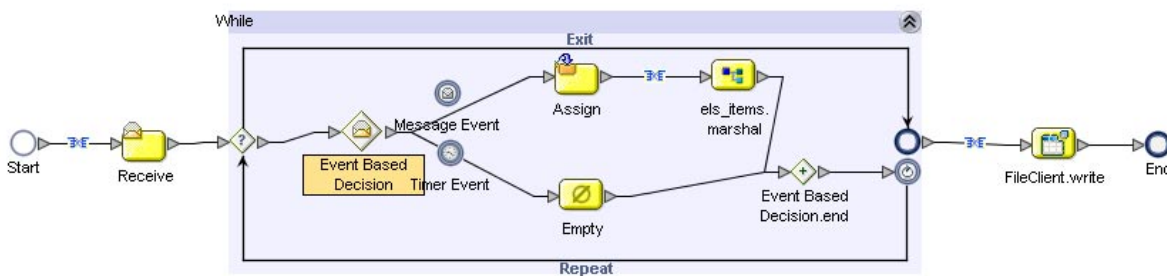 While
Exit
Message Event
Assign
els_items.
marshal
Start
Receive
?
Event Based
Decision
Timer Event
Empty
+
Event Based
Decision.end
FileClient.write
End
Repeat